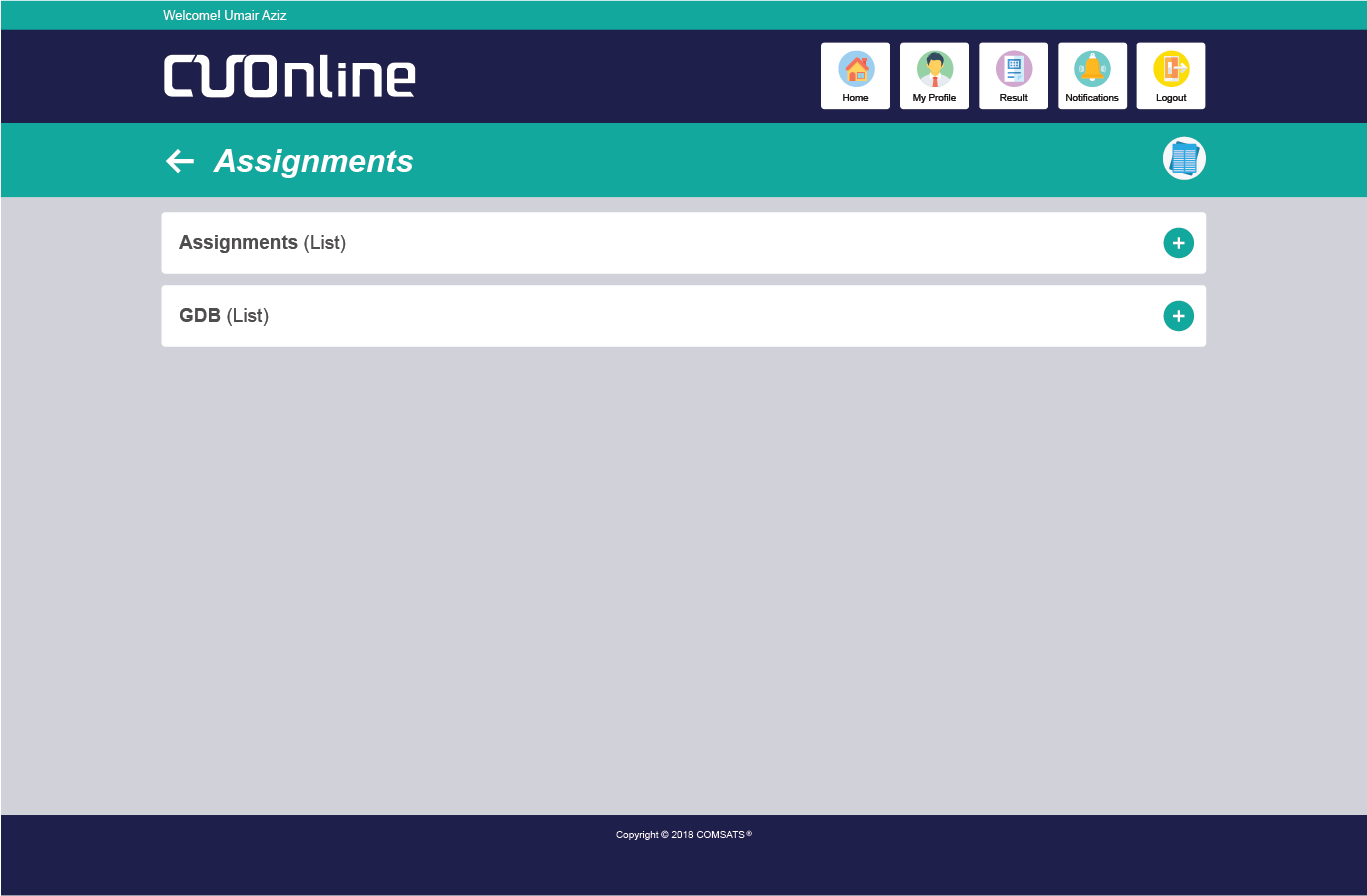 Welcome! Umair Aziz
CUOnline
Home
My Profile
Result
Notifications
Logout
Assignments
Assignments (List)
GDB (List)
Copyright © 2018 COMSATS®